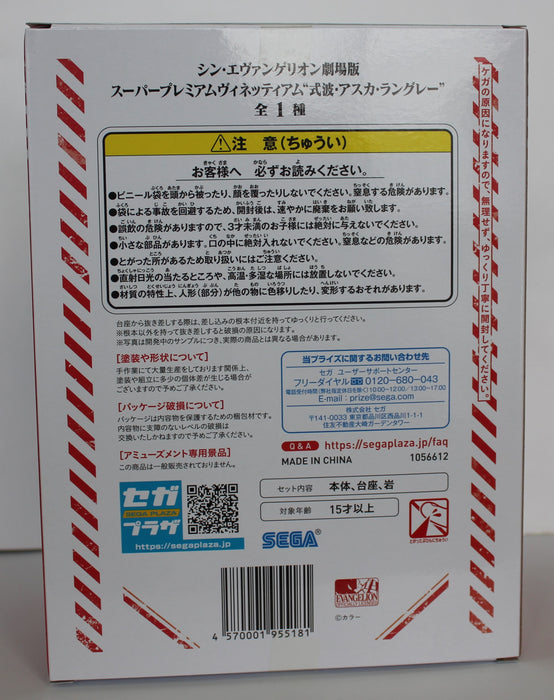 シン・エヴァンゲリオン劇場版
スーパープレミアムヴィネッティアム“式波・アスカ・ラングレー”
全1種
注 意(ちゅうい)
お客様へ 必ずお読みください。
●ビニール袋を頭から被ったり、顔を覆ったりしないでください。窒息する危険があります。
●袋による事故を回避するため、開封後は、速やかに廃棄をお願い致します。
●誤飲の危険がありますので、3才未満のお子様には絶対に与えないでください。
●小さな部品があります。口の中に絶対入れないでください。窒息などの危険があります。
●とがった所があるため取り扱いにはご注意ください。
●直射日光の当たるところや、高温・多湿な場所には放置しないでください。
●材質の特性上、人形(部分)が他の物に色移りしたり、変形するおそれがあります。
ケガの原因になりますので、無理せず、ゆっくり丁寧に開封してください。
台座から抜き差しする際は、差し込みの根本付近を持ってゆっくりと行ってください。
※根本以外を持って抜き差しすると破損の原因になります。
※写真は開発中のサンプルにつき、実際の商品とは異なる場合があります。
【塗装や形状について】
手作業にて大量生産をしております関係上、
塗装や組立に多少の個体差が生じる場合が
ございますので予めご了承ください。
【パッケージ破損について】
パッケージは内容物を保護するための梱包材です。
内容物に支障のないレベルの破損は
交換いたしかねますので予めご了承ください。
【アミューズメント専用景品】
この商品は一般販売されておりません。
当プライズに関するお問い合わせ先
セガ ユーザーサポートセンター
フリーダイヤル 0120-680-043
E-mail : prize@sega.com
株式会社 セガ
〒141-0033 東京都品川区西品川1-1-1
住友不動産大崎ガーデンタワー
Q&A https://segaplaza.jp/faq
MADE IN CHINA 1056612
セガ
SEGA PLAZA
プラザ
https://segaplaza.jp
セット内容 本体、台座、岩
対象年齢 15才以上
SEGA
とがったぶひんにちゅうい
EVANGELION
©カラー
4 570001 955181